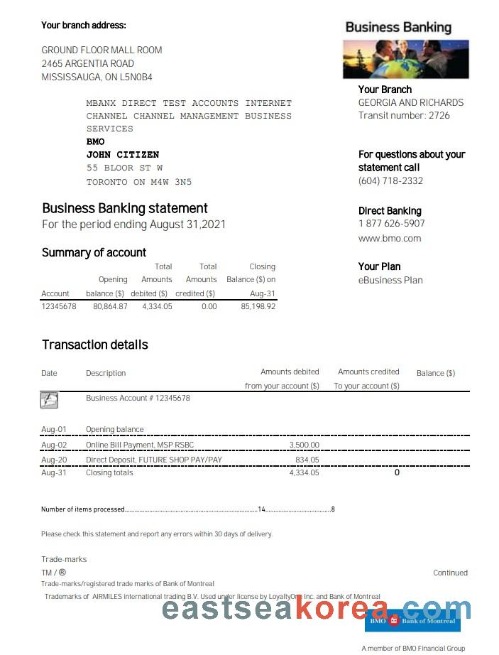 Your branch address:
GROUND FLOOR MALL ROOM
2465 ARGENTIA ROAD
MISSISSAUGA, ON L5N0B4
MBANX DIRECT TEST ACCOUNTS INTERNET
CHANNEL CHANNEL MANAGEMENT BUSINESS
SERVICES
BMO
JOHN CITIZEN
55 BLOOR ST W
TORONTO ON M4W 3N5
Business Banking
Your Branch
GEORGIA AND RICHARDS
Transit number: 2726
For questions about your
statement call
(604) 718-2332
Direct Banking
1 877 626-5907
www.bmo.com
Your Plan
eBusiness Plan
Business Banking statement
For the period ending August 31,2021
Summary of account
Total Total Closing
Opening Amounts Amounts Balance ($) on
Account balance ($) debited ($) credited ($) Aug-31
12345678 80,864.87 4,334.05 0.00 85,198.92
Transaction details
Date Description Amounts debited Amounts credited Balance ($)
from your account ($) To your account ($)
Business Account # 12345678
Aug-01 Opening balance
Aug-02 Online Bill Payment, MSP RSBC 3,500.00
Aug-20 Direct Deposit, FUTURE SHOP PAY/PAY 834.05
Aug-31 Closing totals 4,334.05 0
Number of items processed.......14.......8
Please check this statement and report any errors within 30 days of delivery.
Trade-marks
TM / ® Continued
Trade-marks/registered trade marks of Bank of Montreal
Trademarks of AIRMILES International trading B.V. Used under license by LoyaltyOne Inc. and Bank of Montreal
eastseakorea.com
BMO Bank of Montreal
A member of BMO Financial Group